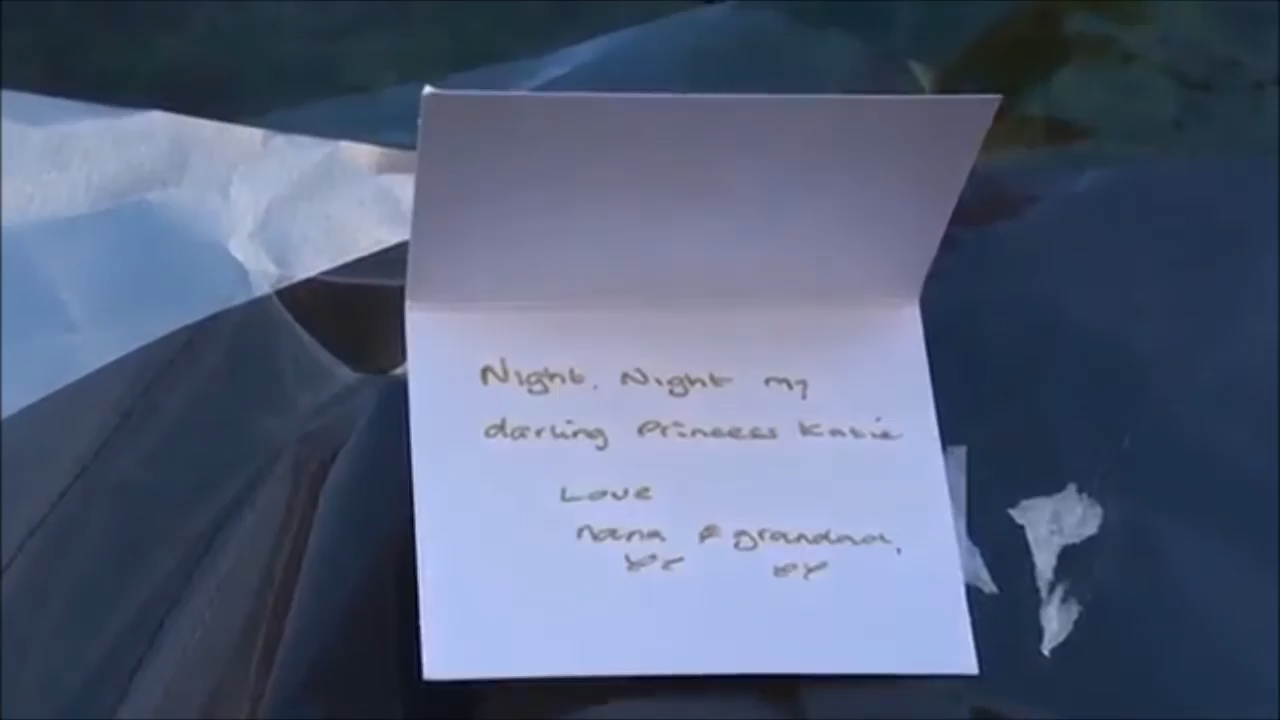 Night. Night my
darling Princess Katie
Love
nana & grandad,
xx xx